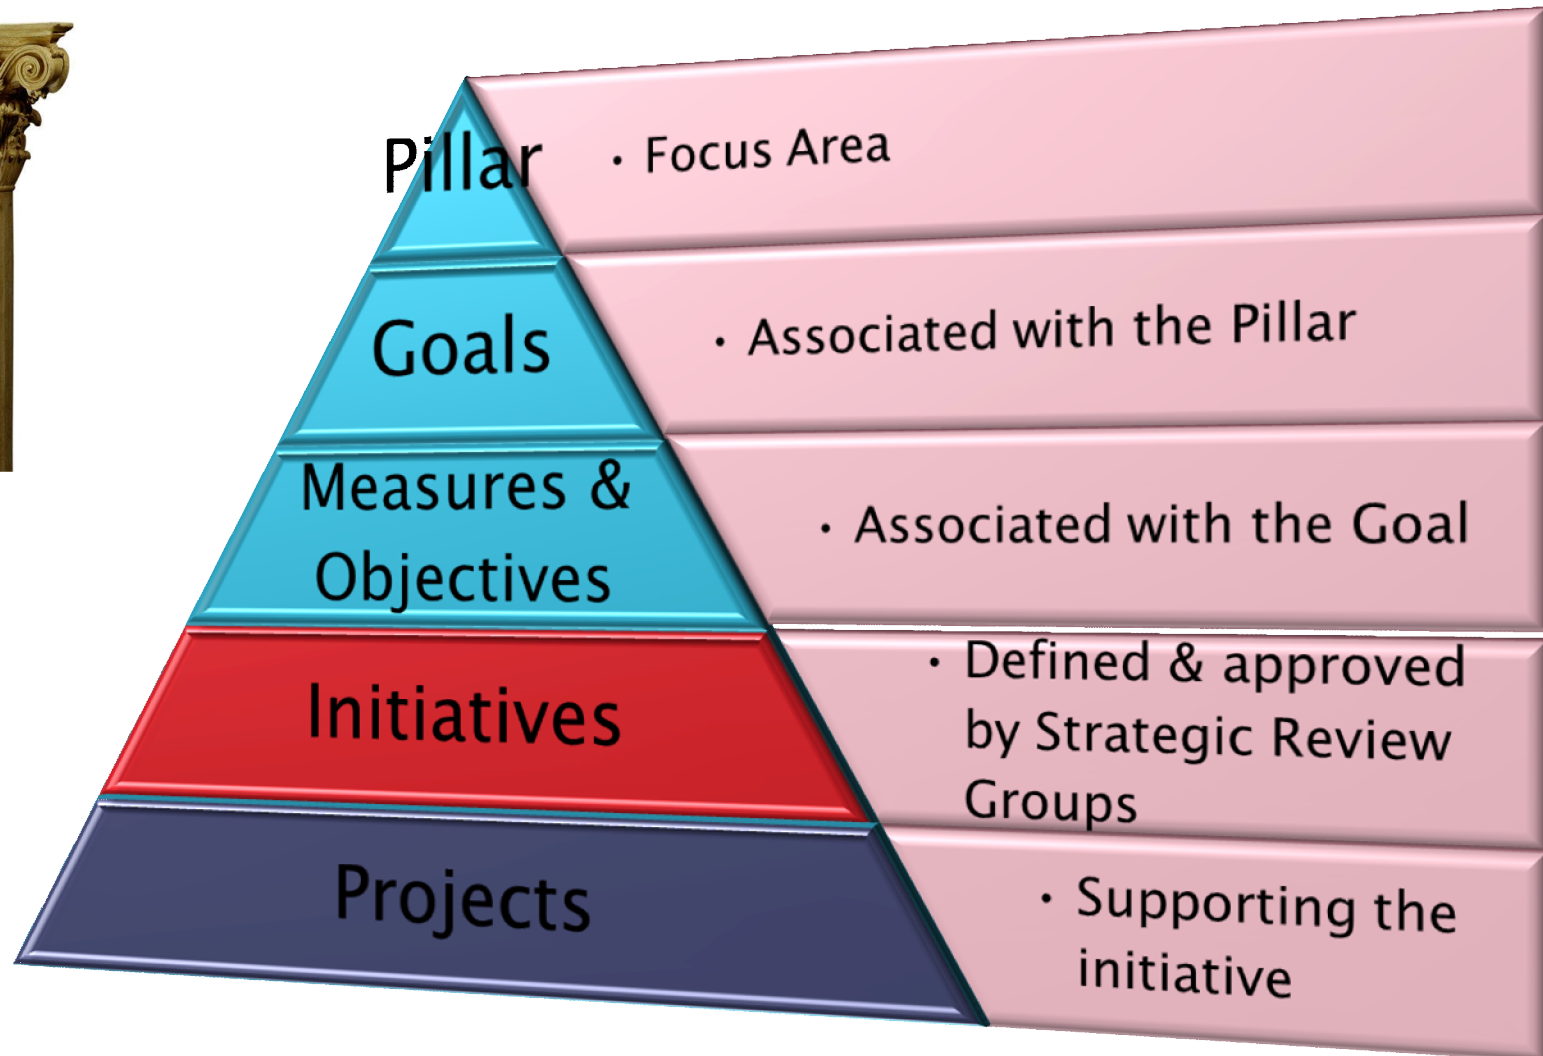 Pillar
• Focus Area
Goals
• Associated with the Pillar
Measures &
Objectives
• Associated with the Goal
Initiatives
• Defined & approved
by Strategic Review
Groups
Projects
• Supporting the
initiative